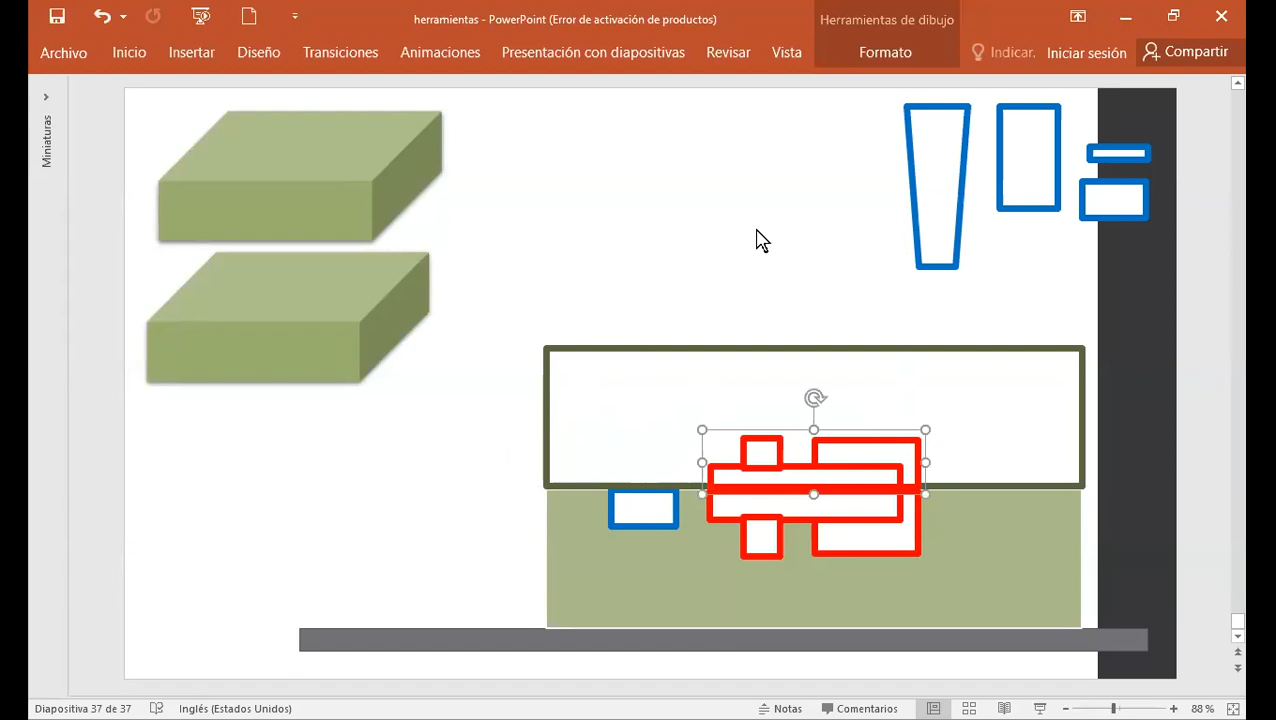 herramientas - PowerPoint (Error de activación de productos)
Herramientas de dibujo
Archivo Inicio Insertar Diseño Transiciones Animaciones Presentación con diapositivas Revisar Vista Formato Indicar. Iniciar sesión Compartir
Miniaturas
Diapositiva 37 de 37 Inglés (Estados Unidos) Notas Comentarios 88 %